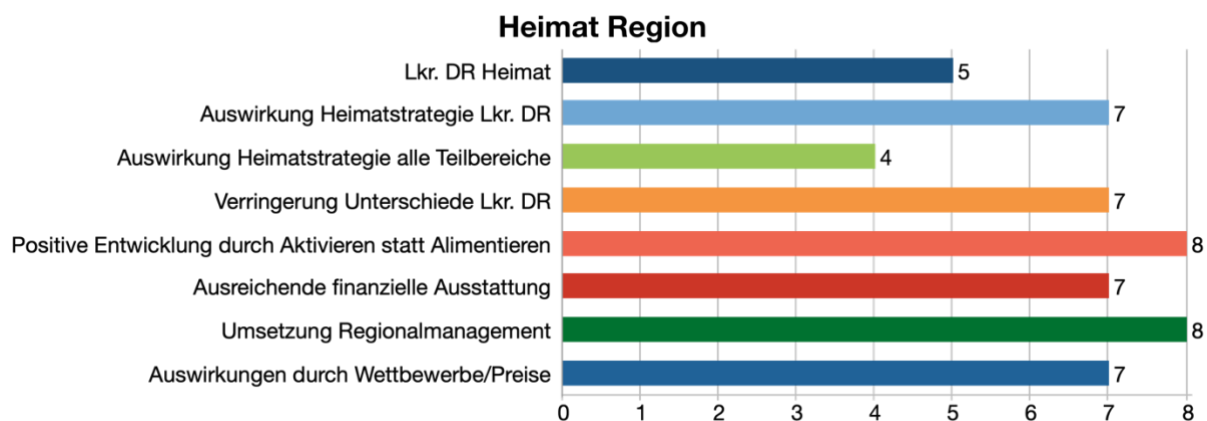 Heimat Region
Lkr. DR Heimat 5
Auswirkung Heimatstrategie Lkr. DR 7
Auswirkung Heimatstrategie alle Teilbereiche 4
Verringerung Unterschiede Lkr. DR 7
Positive Entwicklung durch Aktivieren statt Alimentieren 8
Ausreichende finanzielle Ausstattung 7
Umsetzung Regionalmanagement 8
Auswirkungen durch Wettbewerbe/Preise 7
0 1 2 3 4 5 6 7 8